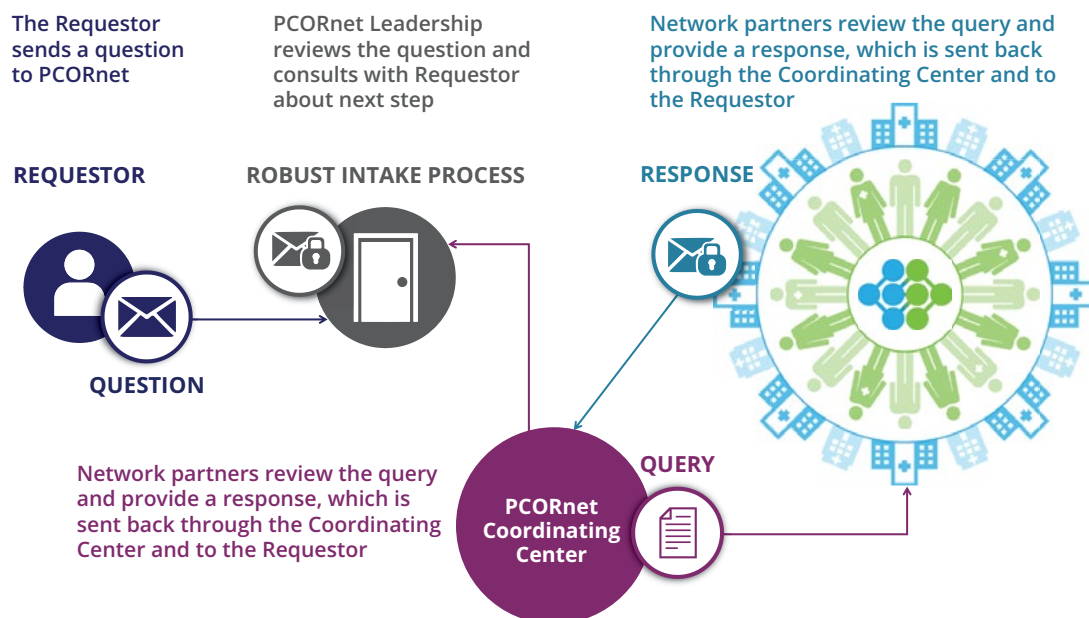 The Requestor
sends a question
to PCORnet
PCORnet Leadership
reviews the question and
consults with Requestor
about next step
Network partners review the query and
provide a response, which is sent back
through the Coordinating Center and to
the Requestor
REQUESTOR
ROBUST INTAKE PROCESS
RESPONSE
QUESTION
Network partners review the query
and provide a response, which is
sent back through the Coordinating
Center and to the Requestor
QUERY
PCORnet
Coordinating
Center